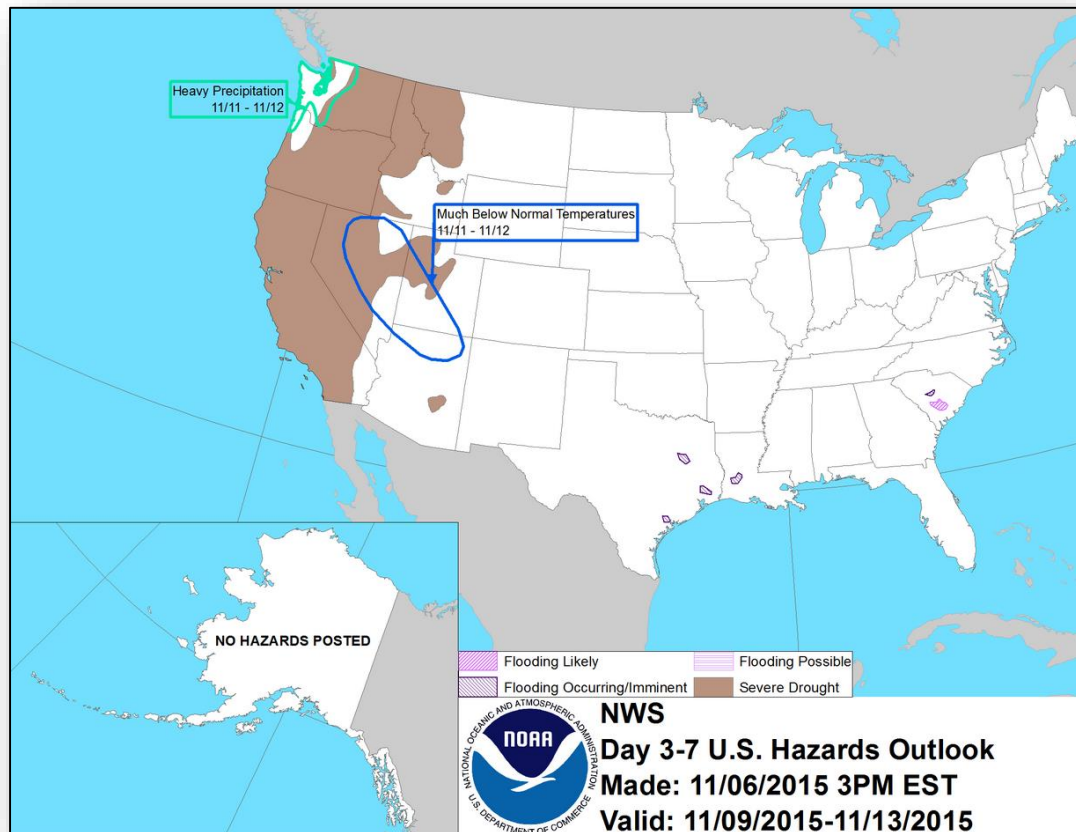 Heavy Precipitation
11/11 - 11/12
Much Below Normal Temperatures
11/11 - 11/12
NO HAZARDS POSTED
Flooding Likely
Flooding Possible
Flooding Occurring/Imminent
Severe Drought
NATIONAL OCEANIC AND ATMOSPHERIC ADMINISTRATION
NOAA
U.S. DEPARTMENT OF COMMERCE
NWS
Day 3-7 U.S. Hazards Outlook
Made: 11/06/2015 3PM EST
Valid: 11/09/2015-11/13/2015